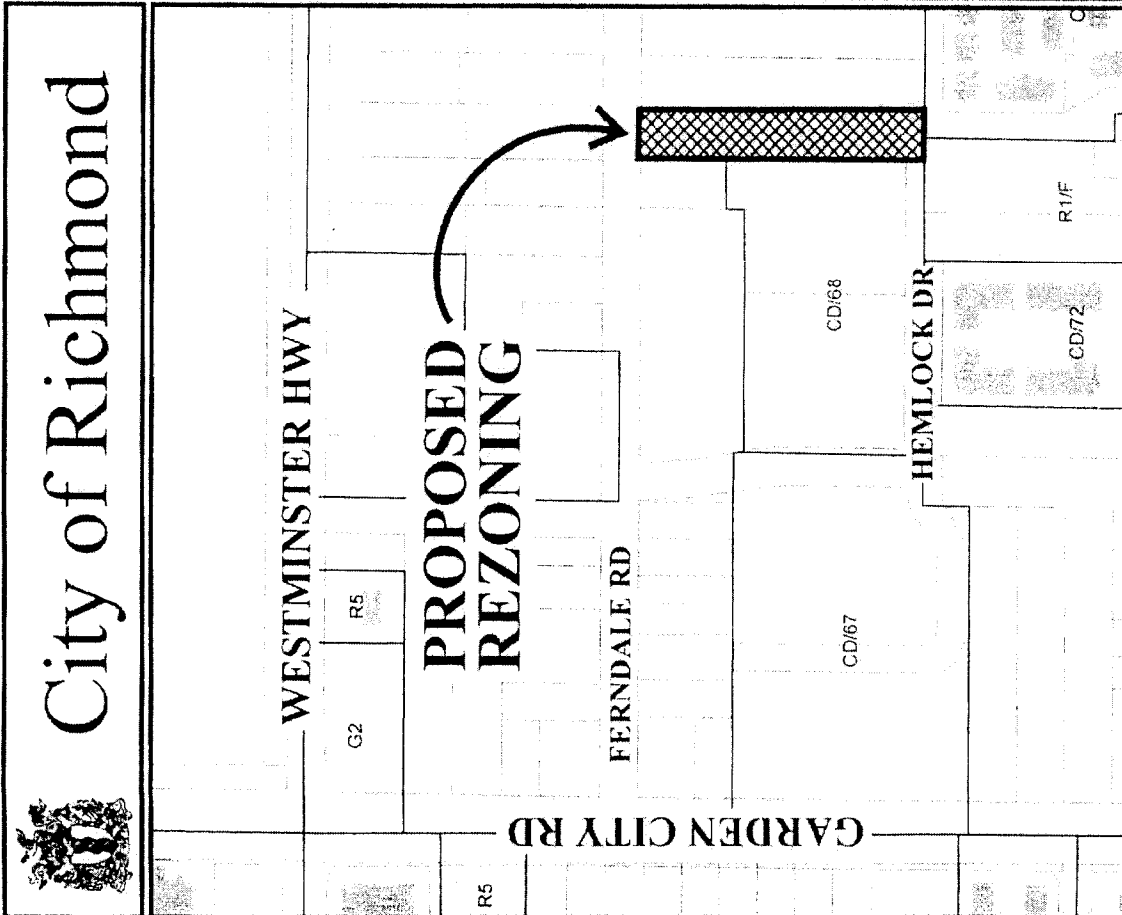 City of Richmond
WESTMINSTER HWY
G2
R5
PROPOSED
REZONING
FERNDALE RD
CD/67
CD/68
HEMLOCK DR
CD/72
R1/F
GARDEN CITY RD
R5
C